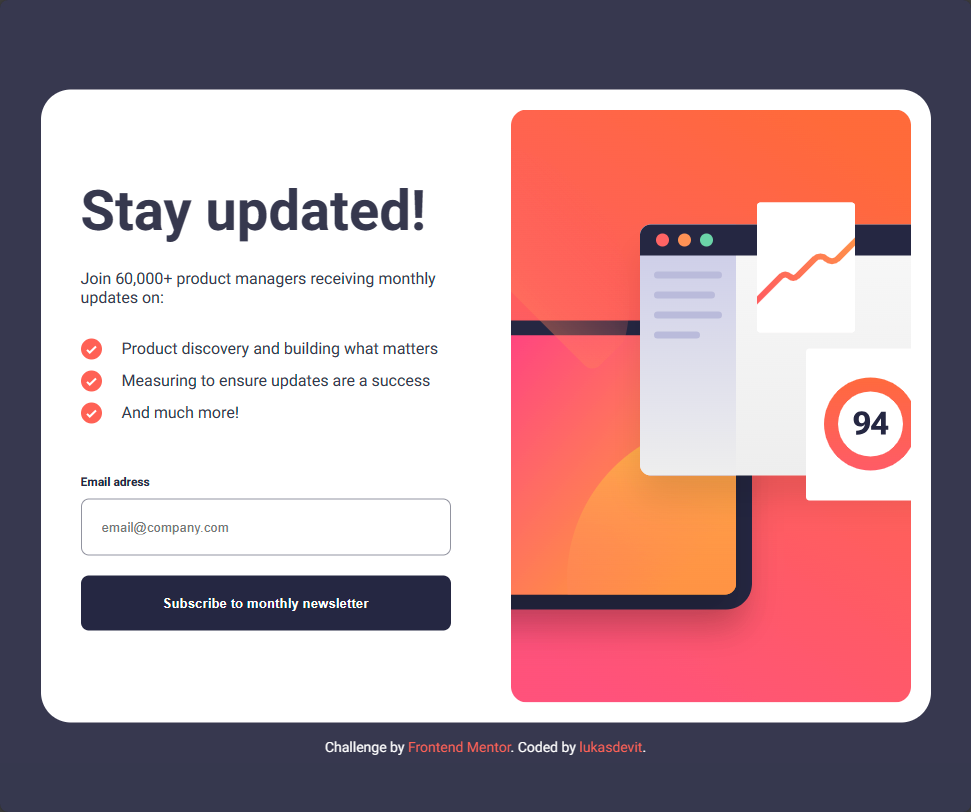 Stay updated!
Join 60,000+ product managers receiving monthly
updates on:
Product discovery and building what matters
Measuring to ensure updates are a success
And much more!
Email adress
email@company.com
Subscribe to monthly newsletter
94
Challenge by Frontend Mentor. Coded by lukasdevit.